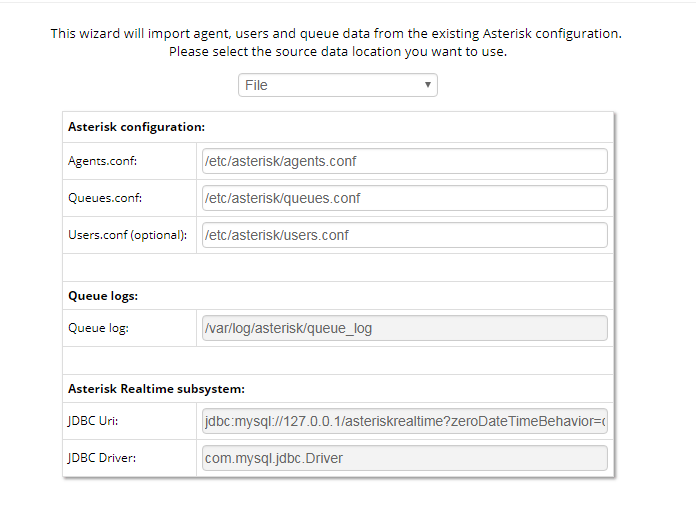 This wizard will import agent, users and queue data from the existing Asterisk configuration.
Please select the source data location you want to use.
File
Asterisk configuration:
Agents.conf: /etc/asterisk/agents.conf
Queues.conf: /etc/asterisk/queues.conf
Users.conf (optional): /etc/asterisk/users.conf
Queue logs:
Queue log: /var/log/asterisk/queue_log
Asterisk Realtime subsystem:
JDBC Uri: jdbc:mysql://127.0.0.1/asteriskrealtime?zeroDateTimeBehavior=
JDBC Driver: com.mysql.jdbc.Driver